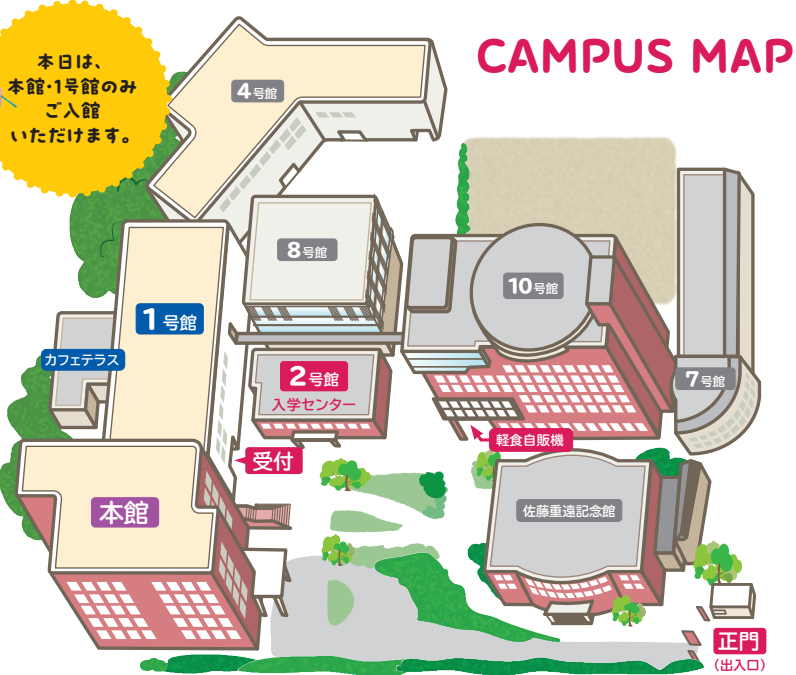 本日は、
本館・1号館のみ
ご入館
いただけます。
CAMPUS MAP
4号館
8号館
10号館
1号館
カフェテラス
2号館
入学センター
7号館
軽食自販機
受付
本館
佐藤重遠記念館
正門
(出入口)